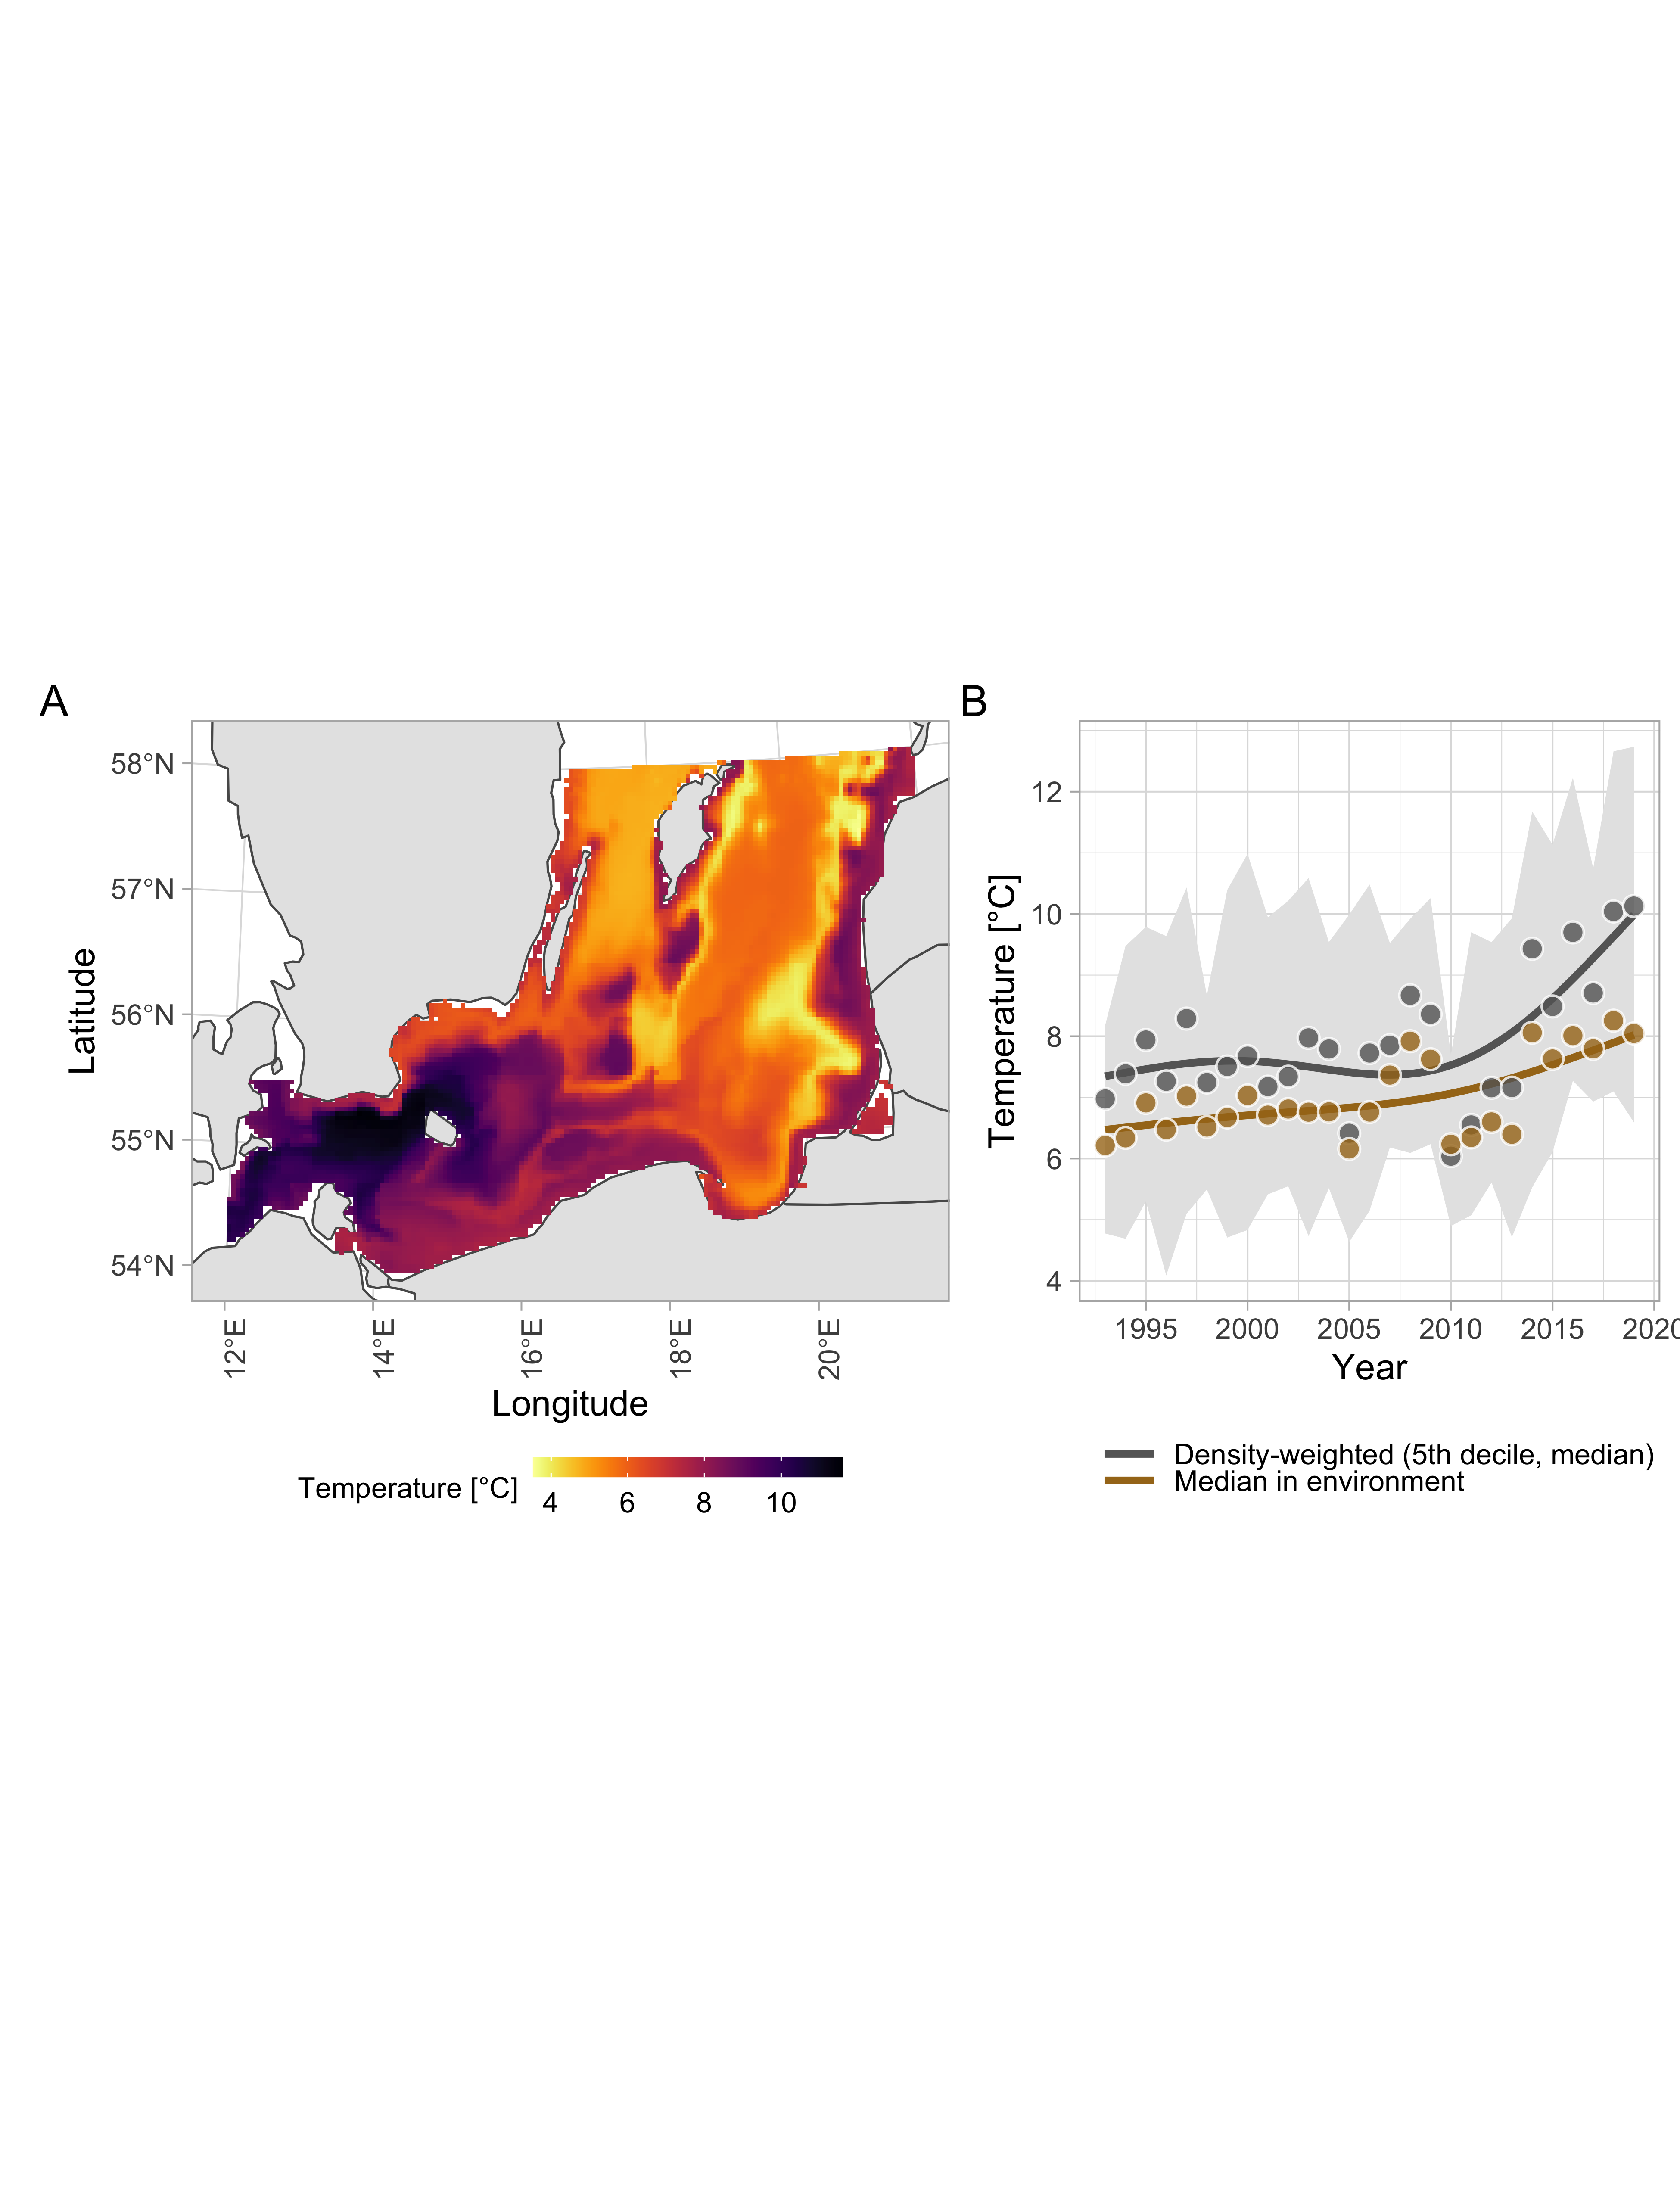 A
B
58°N
57°N
56°N
55°N
54°N
Latitude
12°E
14°E
16°E
18°E
20°E
Longitude
Temperature [°C]
4
6
8
10
12
10
8
6
4
Temperature [°C]
1995
2000
2005
2010
2015
2020
Year
Density-weighted (5th decile, median)
Median in environment